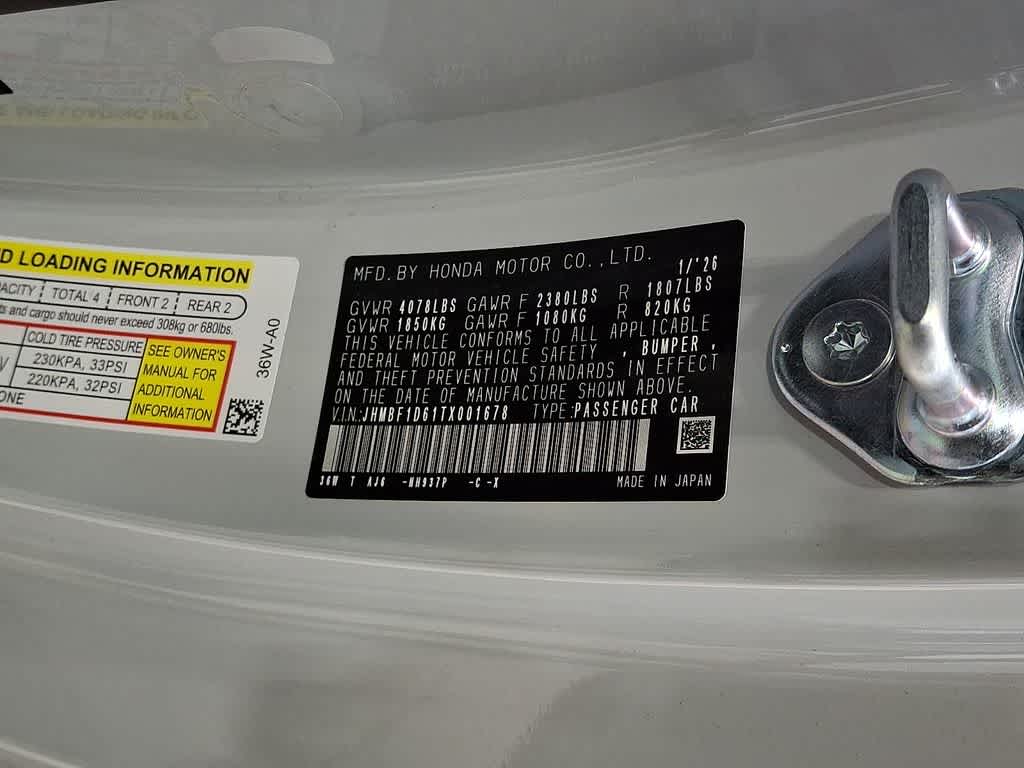 D LOADING INFORMATION
APACITY TOTAL 4 FRONT 2 REAR 2
ts and cargo should never exceed 308kg or 680lbs.
COLD TIRE PRESSURE
230KPA, 33PSI
220KPA, 32PSI
ONE
SEE OWNER'S
MANUAL FOR
ADDITIONAL
INFORMATION
36W-A0
MFD. BY HONDA MOTOR CO.,LTD. 1/'26
GVWR 4078LBS GAWR F 2380LBS R 1807LBS
GVWR 1850KG GAWR F 1080KG R 820KG
THIS VEHICLE CONFORMS TO ALL APPLICABLE
FEDERAL MOTOR VEHICLE SAFETY , BUMPER ,
AND THEFT PREVENTION STANDARDS IN EFFECT
ON THE DATE OF MANUFACTURE SHOWN ABOVE.
V.I.N.:JHMBF1D61TX001678 TYPE:PASSENGER CAR
36W T AJ6 -NH937P -C -X MADE IN JAPAN